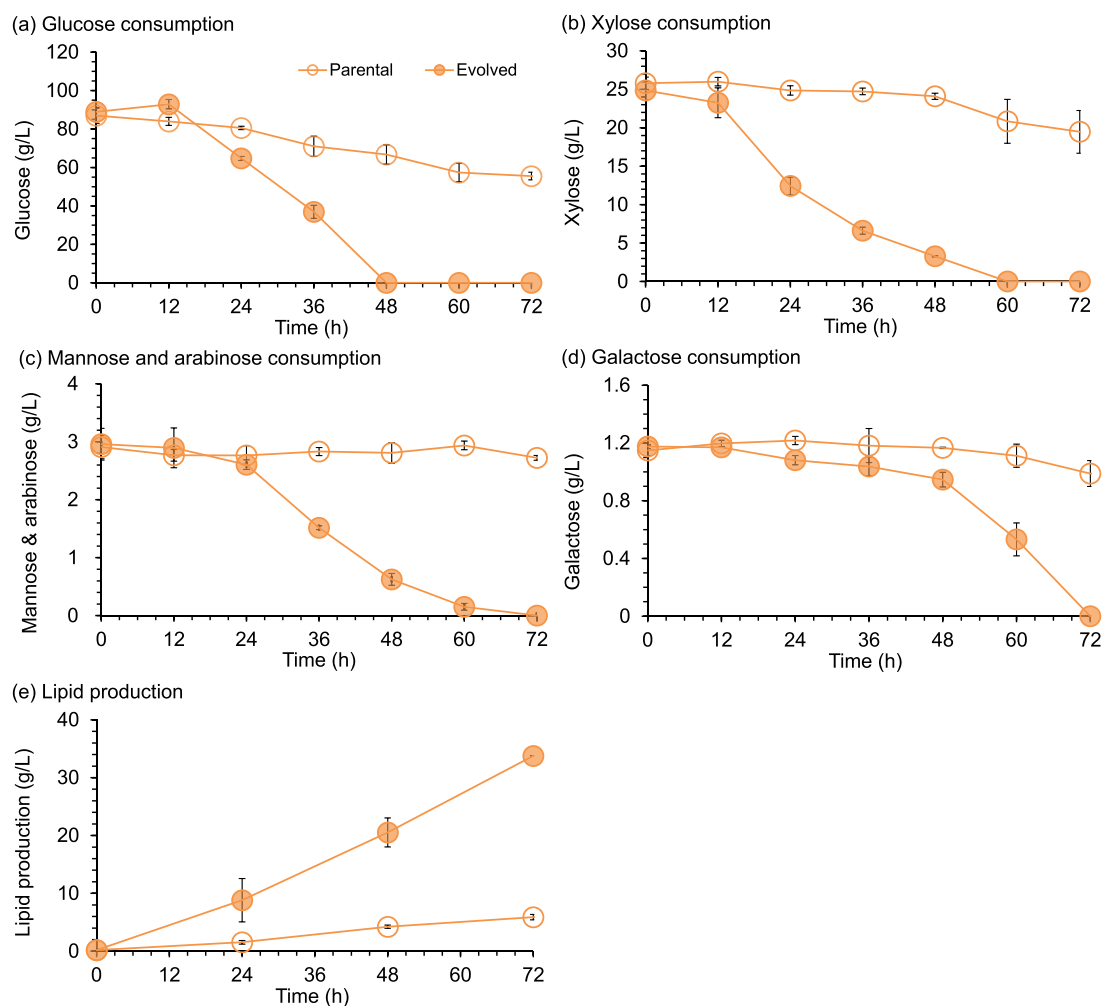 (a) Glucose consumption
120
100
80
60
40
20
0
Glucose (g/L)
Parental
Evolved
0 12 24 36 48 60 72
Time (h)
(b) Xylose consumption
30
25
20
15
10
5
0
Xylose (g/L)
0 12 24 36 48 60 72
Time (h)
(c) Mannose and arabinose consumption
4
3
2
1
0
Mannose & arabinose (g/L)
0 12 24 36 48 60 72
Time (h)
(d) Galactose consumption
1.6
1.2
0.8
0.4
0
Galactose (g/L)
0 12 24 36 48 60 72
Time (h)
(e) Lipid production
40
30
20
10
0
Lipid production (g/L)
0 12 24 36 48 60 72
Time (h)